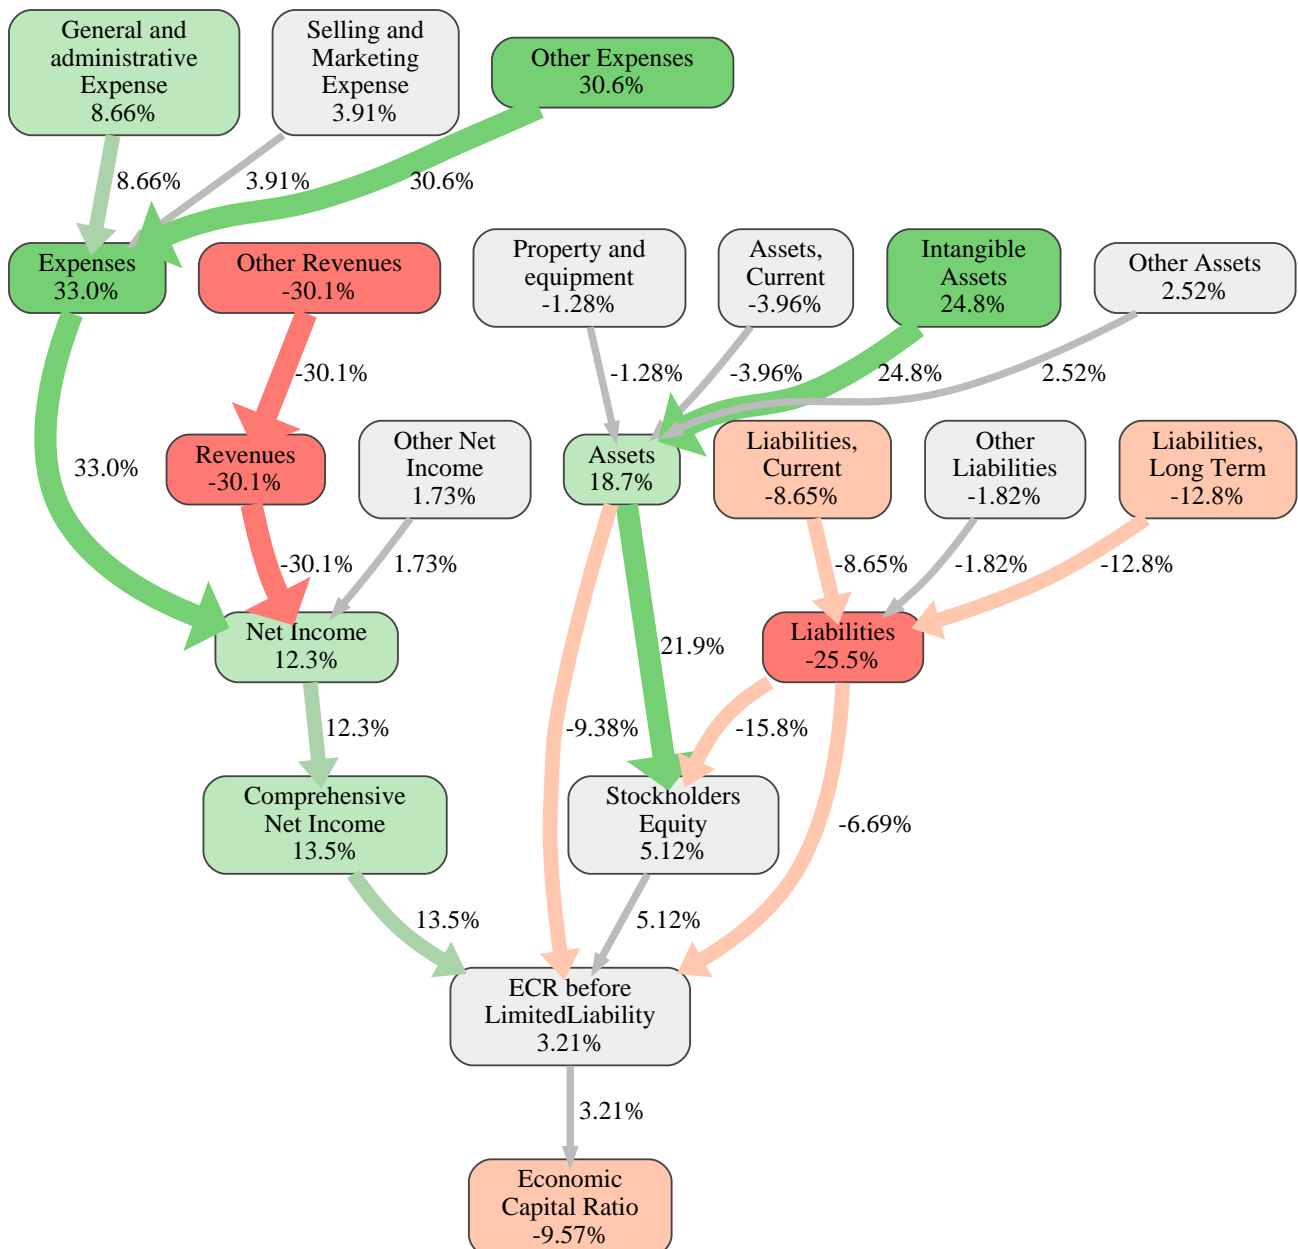 General and
administrative
Expense
8.66%
Selling and
Marketing
Expense
3.91%
Other Expenses
30.6%
8.66%
3.91%
30.6%
Expenses
33.0%
Other Revenues
-30.1%
Property and
equipment
-1.28%
Assets,
Current
-3.96%
Intangible
Assets
24.8%
Other Assets
2.52%
-30.1%
-1.28%
-3.96%
24.8%
2.52%
33.0%
Revenues
-30.1%
Other Net
Income
1.73%
Assets
18.7%
Liabilities,
Current
-8.65%
Other
Liabilities
-1.82%
Liabilities,
Long Term
-12.8%
-30.1%
1.73%
-8.65%
-1.82%
-12.8%
Net Income
12.3%
21.9%
Liabilities
-25.5%
12.3%
-9.38%
-15.8%
Comprehensive
Net Income
13.5%
Stockholders
Equity
5.12%
-6.69%
13.5%
5.12%
ECR before
LimitedLiability
3.21%
3.21%
Economic
Capital Ratio
-9.57%